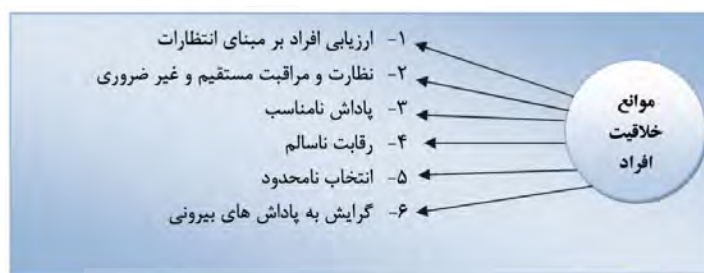 موانع
خلاقیت
افراد
۱- ارزیابی افراد بر مبنای انتظارات
۲- نظارت و مراقبت مستقیم و غیر ضروری
۳- پاداش نامناسب
۴- رقابت ناسالم
۵- انتخاب نامحدود
۶- گرایش به پاداش های بیرونی